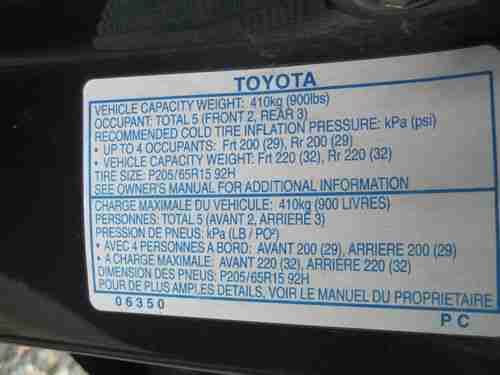 TOYOTA
VEHICLE CAPACITY WEIGHT: 410kg (900lbs)
OCCUPANT: TOTAL 5 (FRONT 2, REAR 3)
RECOMMENDED COLD TIRE INFLATION PRESSURE: kPa (psi)
• UP TO 4 OCCUPANTS: Frt 200 (29), Rr 200 (29)
• VEHICLE CAPACITY WEIGHT: Frt 220 (32), Rr 220 (32)
TIRE SIZE: P205/65R15 92H
SEE OWNER'S MANUAL FOR ADDITIONAL INFORMATION
CHARGE MAXIMALE DU VEHICULE: 410kg (900 LIVRES)
PERSONNES: TOTAL 5 (AVANT 2, ARRIERE 3)
PRESSION DE PNEUS: kPa (LB / PO²)
• AVEC 4 PERSONNES A BORD: AVANT 200 (29), ARRIERE 200 (29)
• A CHARGE MAXIMALE: AVANT 220 (32), ARRIERE 220 (32)
DIMENSION DES PNEUS: P205/65R15 92H
POUR DE PLUS AMPLES DETAILS, VOIR LE MANUEL DU PROPRIETAIRE
06350 PC